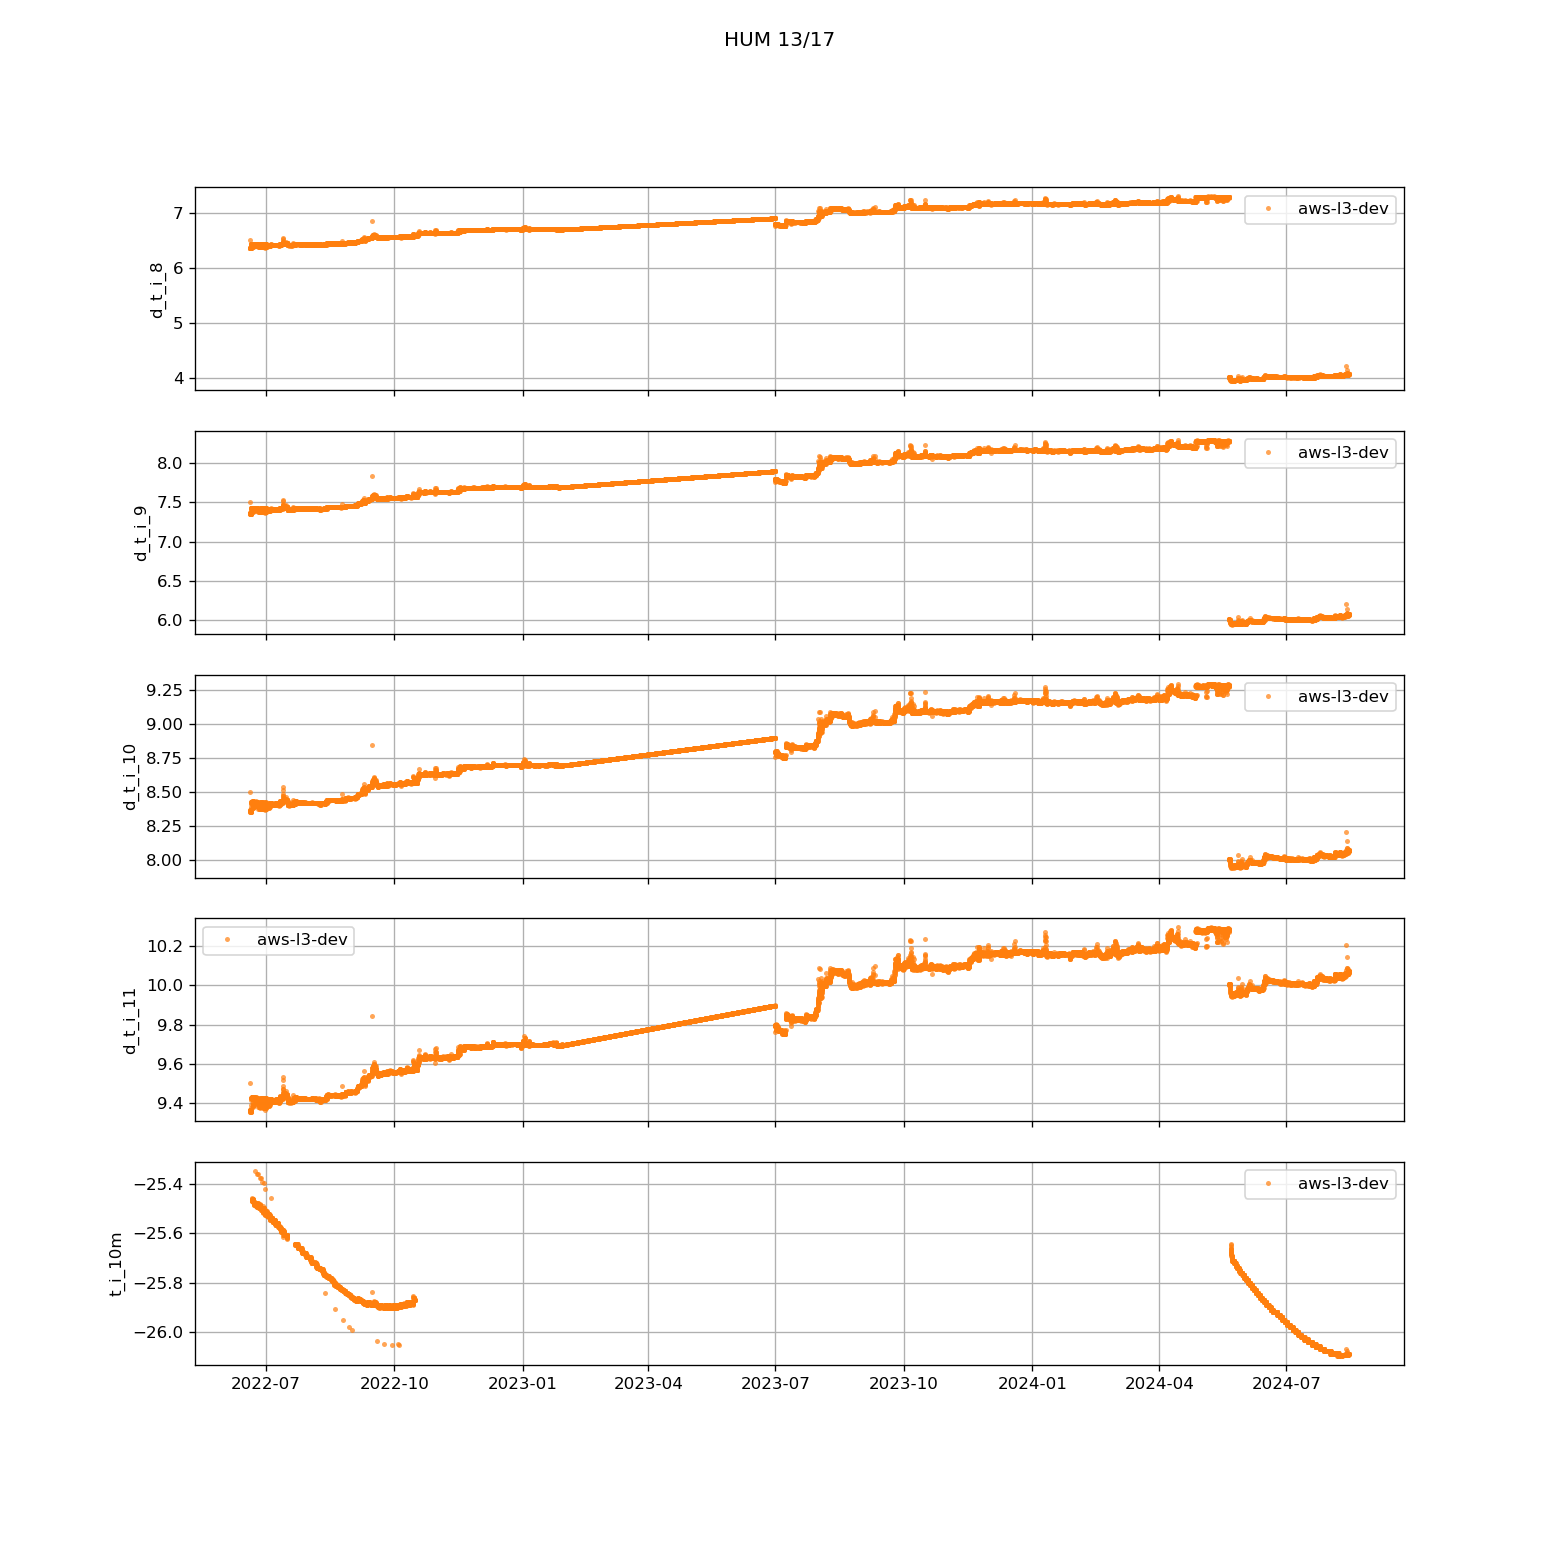 HUM 13/17
7
6
5
4
d_t_i_8
aws-l3-dev
8.0
7.5
7.0
6.5
6.0
d_t_i_9
aws-l3-dev
9.25
9.00
8.75
8.50
8.25
8.00
d_t_i_10
aws-l3-dev
10.2
10.0
9.8
9.6
9.4
d_t_i_11
aws-l3-dev
−25.4
−25.6
−25.8
−26.0
t_i_10m
aws-l3-dev
2022-07 2022-10 2023-01 2023-04 2023-07 2023-10 2024-01 2024-04 2024-07